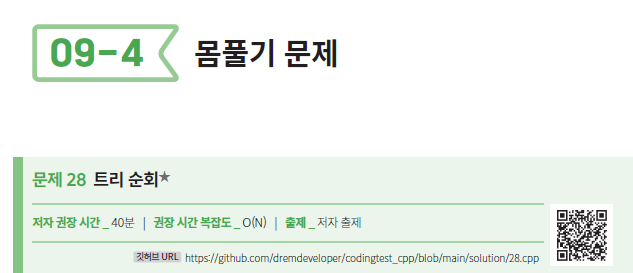 09-4 몸풀기 문제
문제 28 트리 순회★
저자 권장 시간 _ 40분 | 권장 시간 복잡도 _ O(N) | 출제 _ 저자 출제
깃허브 URL https://github.com/dremdeveloper/codingtest_cpp/blob/main/solution/28.cpp